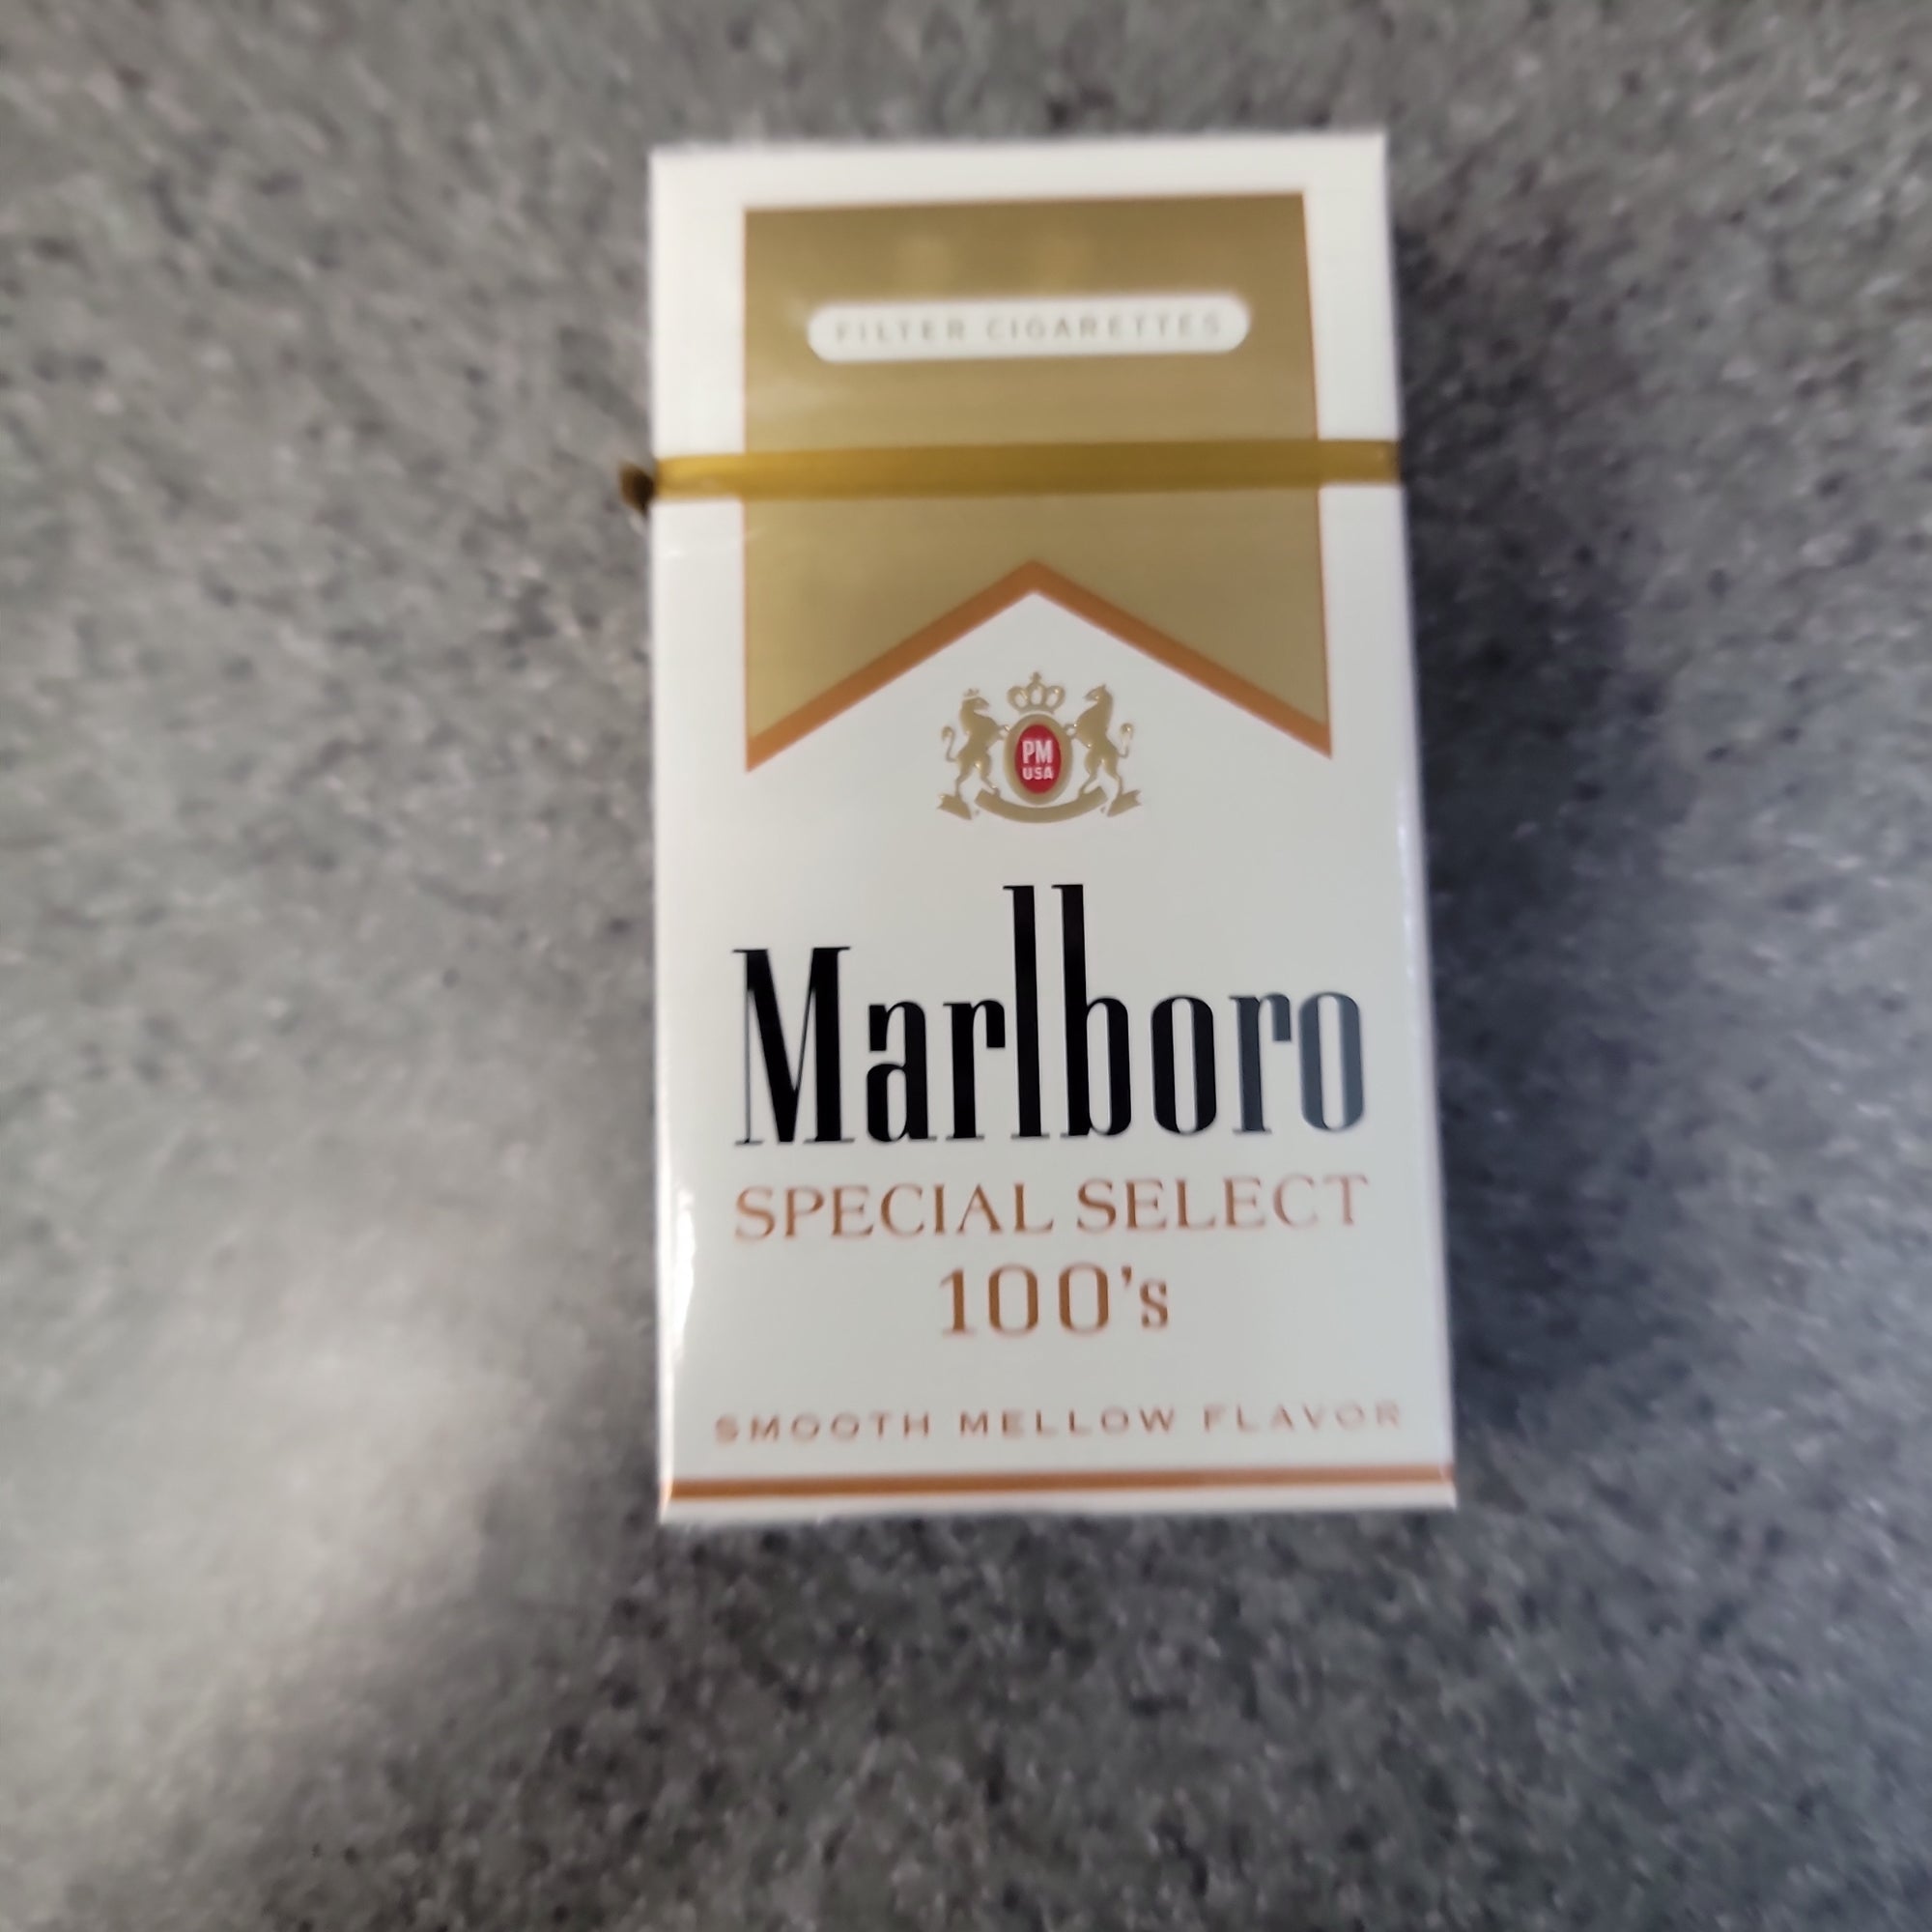 FILTER CIGARETTES
PM
USA
Marlboro
SPECIAL SELECT
100's
SMOOTH MELLOW FLAVOR